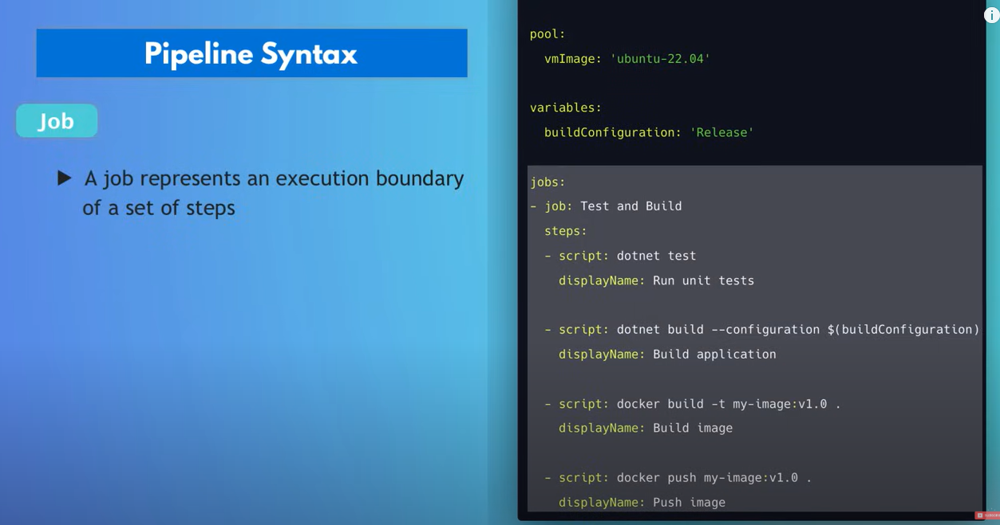 Pipeline Syntax
Job
A job represents an execution boundary
of a set of steps
pool:
vmImage: 'ubuntu-22.04'
variables:
buildConfiguration: 'Release'
jobs:
- job: Test and Build
steps:
- script: dotnet test
displayName: Run unit tests
- script: dotnet build --configuration $(buildConfiguration)
displayName: Build application
- script: docker build -t my-image:v1.0 .
displayName: Build image
- script: docker push my-image:v1.0 .
displayName: Push image